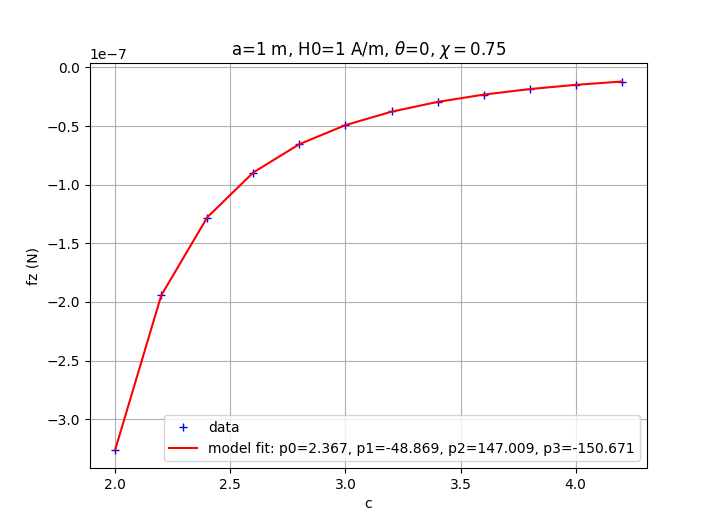 a=1 m, H0=1 A/m, θ=0, χ = 0.75
1e−7
0.0
−0.5
−1.0
−1.5
−2.0
−2.5
−3.0
fz (N)
data
model fit: p0=2.367, p1=-48.869, p2=147.009, p3=-150.671
2.0 2.5 3.0 3.5 4.0
c